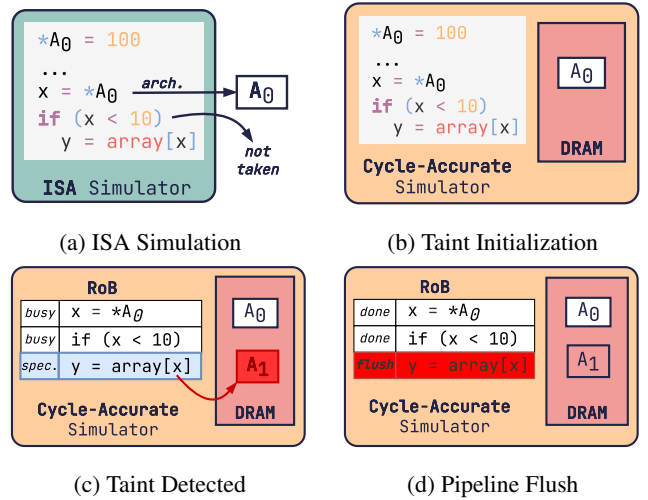 *A₀ = 100
...
x = *A₀
if (x < 10)
y = array[x]
arch.
A₀
not
taken
ISA Simulator
(a) ISA Simulation
*A₀ = 100
...
x = *A₀
if (x < 10)
y = array[x]
A₀
DRAM
Cycle-Accurate
Simulator
(b) Taint Initialization
RoB
busy x = *A₀
busy if (x < 10)
spec. y = array[x]
A₀
A₁
Cycle-Accurate
Simulator
DRAM
(c) Taint Detected
RoB
done x = *A₀
done if (x < 10)
flush y = array[x]
A₀
A₁
Cycle-Accurate
Simulator
DRAM
(d) Pipeline Flush